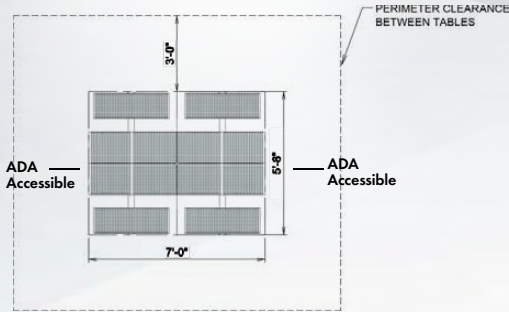 PERIMETER CLEARANCE
BETWEEN TABLES
3'-0"
ADA
Accessible
5'-8"
ADA
Accessible
7'-0"